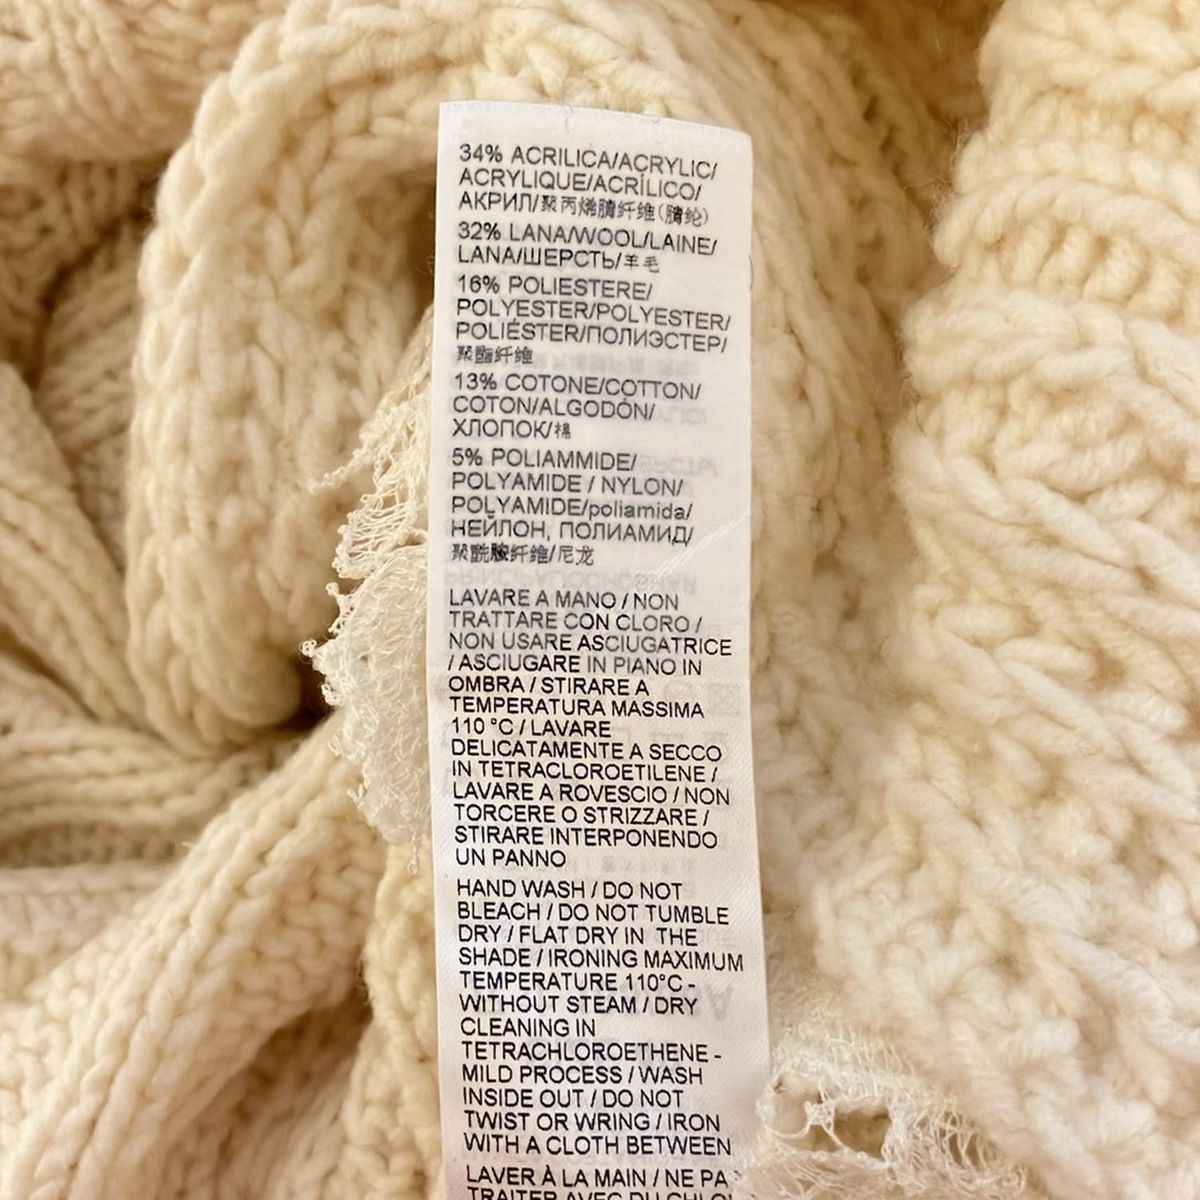 34% ACRILICA/ACRYLIC/
ACRYLIQUE/ACRÍLICO/
АКРИЛ/聚丙烯腈纤维(腈纶)
32% LANA/WOOL/LAINE/
LANA/ШЕРСТЬ/羊毛
16% POLIESTERE/
POLYESTER/POLYESTER/
POLIÉSTER/ПОЛИЭСТЕР/
聚酯纤维
13% COTONE/COTTON/
COTON/ALGODÓN/
ХЛОПОК/棉
5% POLIAMMIDE/
POLYAMIDE / NYLON/
POLYAMIDE/poliamida/
НЕЙЛОН, ПОЛИАМИД/
聚酰胺纤维/尼龙
LAVARE A MANO / NON
TRATTARE CON CLORO /
NON USARE ASCIUGATRICE
/ ASCIUGARE IN PIANO IN
OMBRA / STIRARE A
TEMPERATURA MASSIMA
110 °C / LAVARE
DELICATAMENTE A SECCO
IN TETRACLOROETILENE /
LAVARE A ROVESCIO / NON
TORCERE O STRIZZARE /
STIRARE INTERPONENDO
UN PANNO
HAND WASH / DO NOT
BLEACH / DO NOT TUMBLE
DRY / FLAT DRY IN THE
SHADE / IRONING MAXIMUM
TEMPERATURE 110°C -
WITHOUT STEAM / DRY
CLEANING IN
TETRACHLOROETHENE -
MILD PROCESS / WASH
INSIDE OUT / DO NOT
TWIST OR WRING / IRON
WITH A CLOTH BETWEEN
LAVER À LA MAIN / NE PA
TRAITER AVEC DU